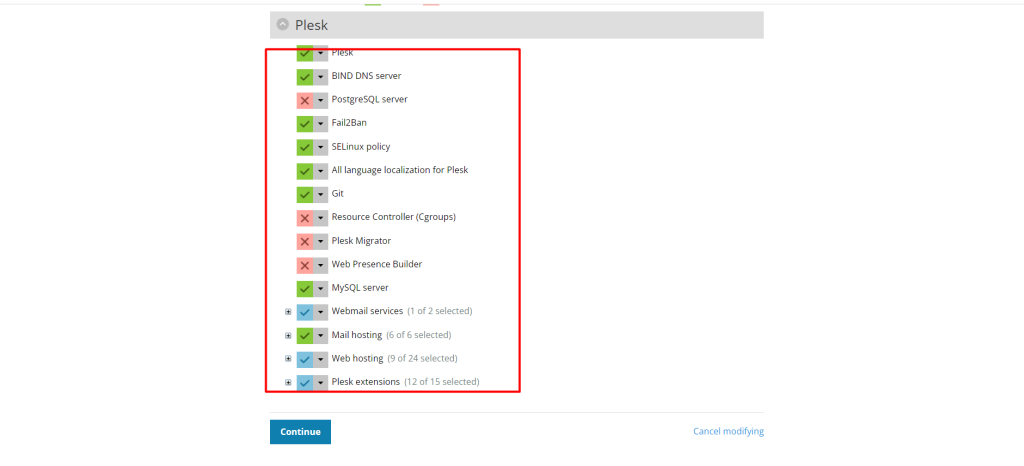 Plesk
Plesk
BIND DNS server
PostgreSQL server
Fail2Ban
SELinux policy
All language localization for Plesk
Git
Resource Controller (Cgroups)
Plesk Migrator
Web Presence Builder
MySQL server
Webmail services (1 of 2 selected)
Mail hosting (6 of 6 selected)
Web hosting (9 of 24 selected)
Plesk extensions (12 of 15 selected)
Continue
Cancel modifying